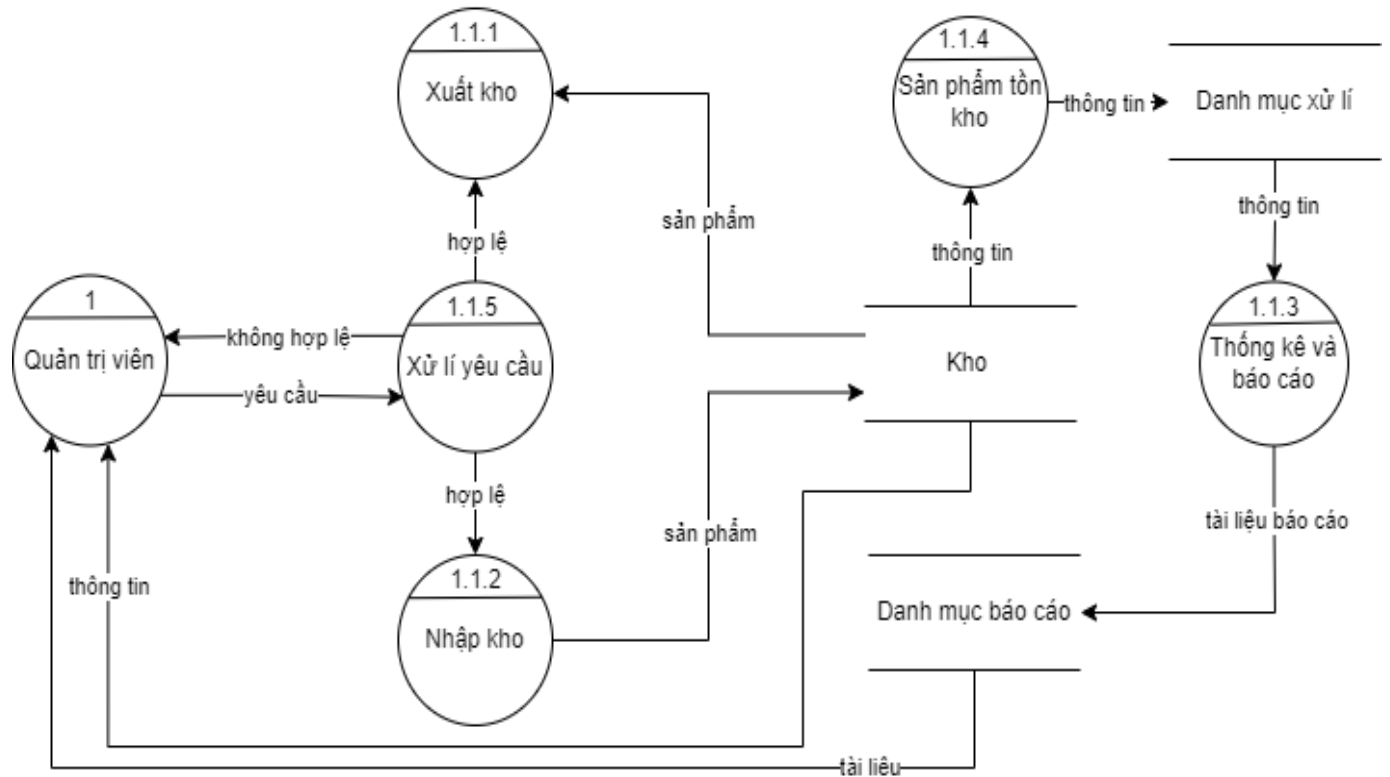 1.1.1
Xuất kho
1.1.4
Sản phẩm tồn
kho
thông tin
Danh mục xử lí
sản phẩm
thông tin
hợp lệ
thông tin
1
Quản trị viên
không hợp lệ
yêu cầu
1.1.5
Xử lí yêu cầu
Kho
1.1.3
Thống kê và
báo cáo
hợp lệ
sản phẩm
tài liệu báo cáo
thông tin
1.1.2
Nhập kho
Danh mục báo cáo
tài liệu